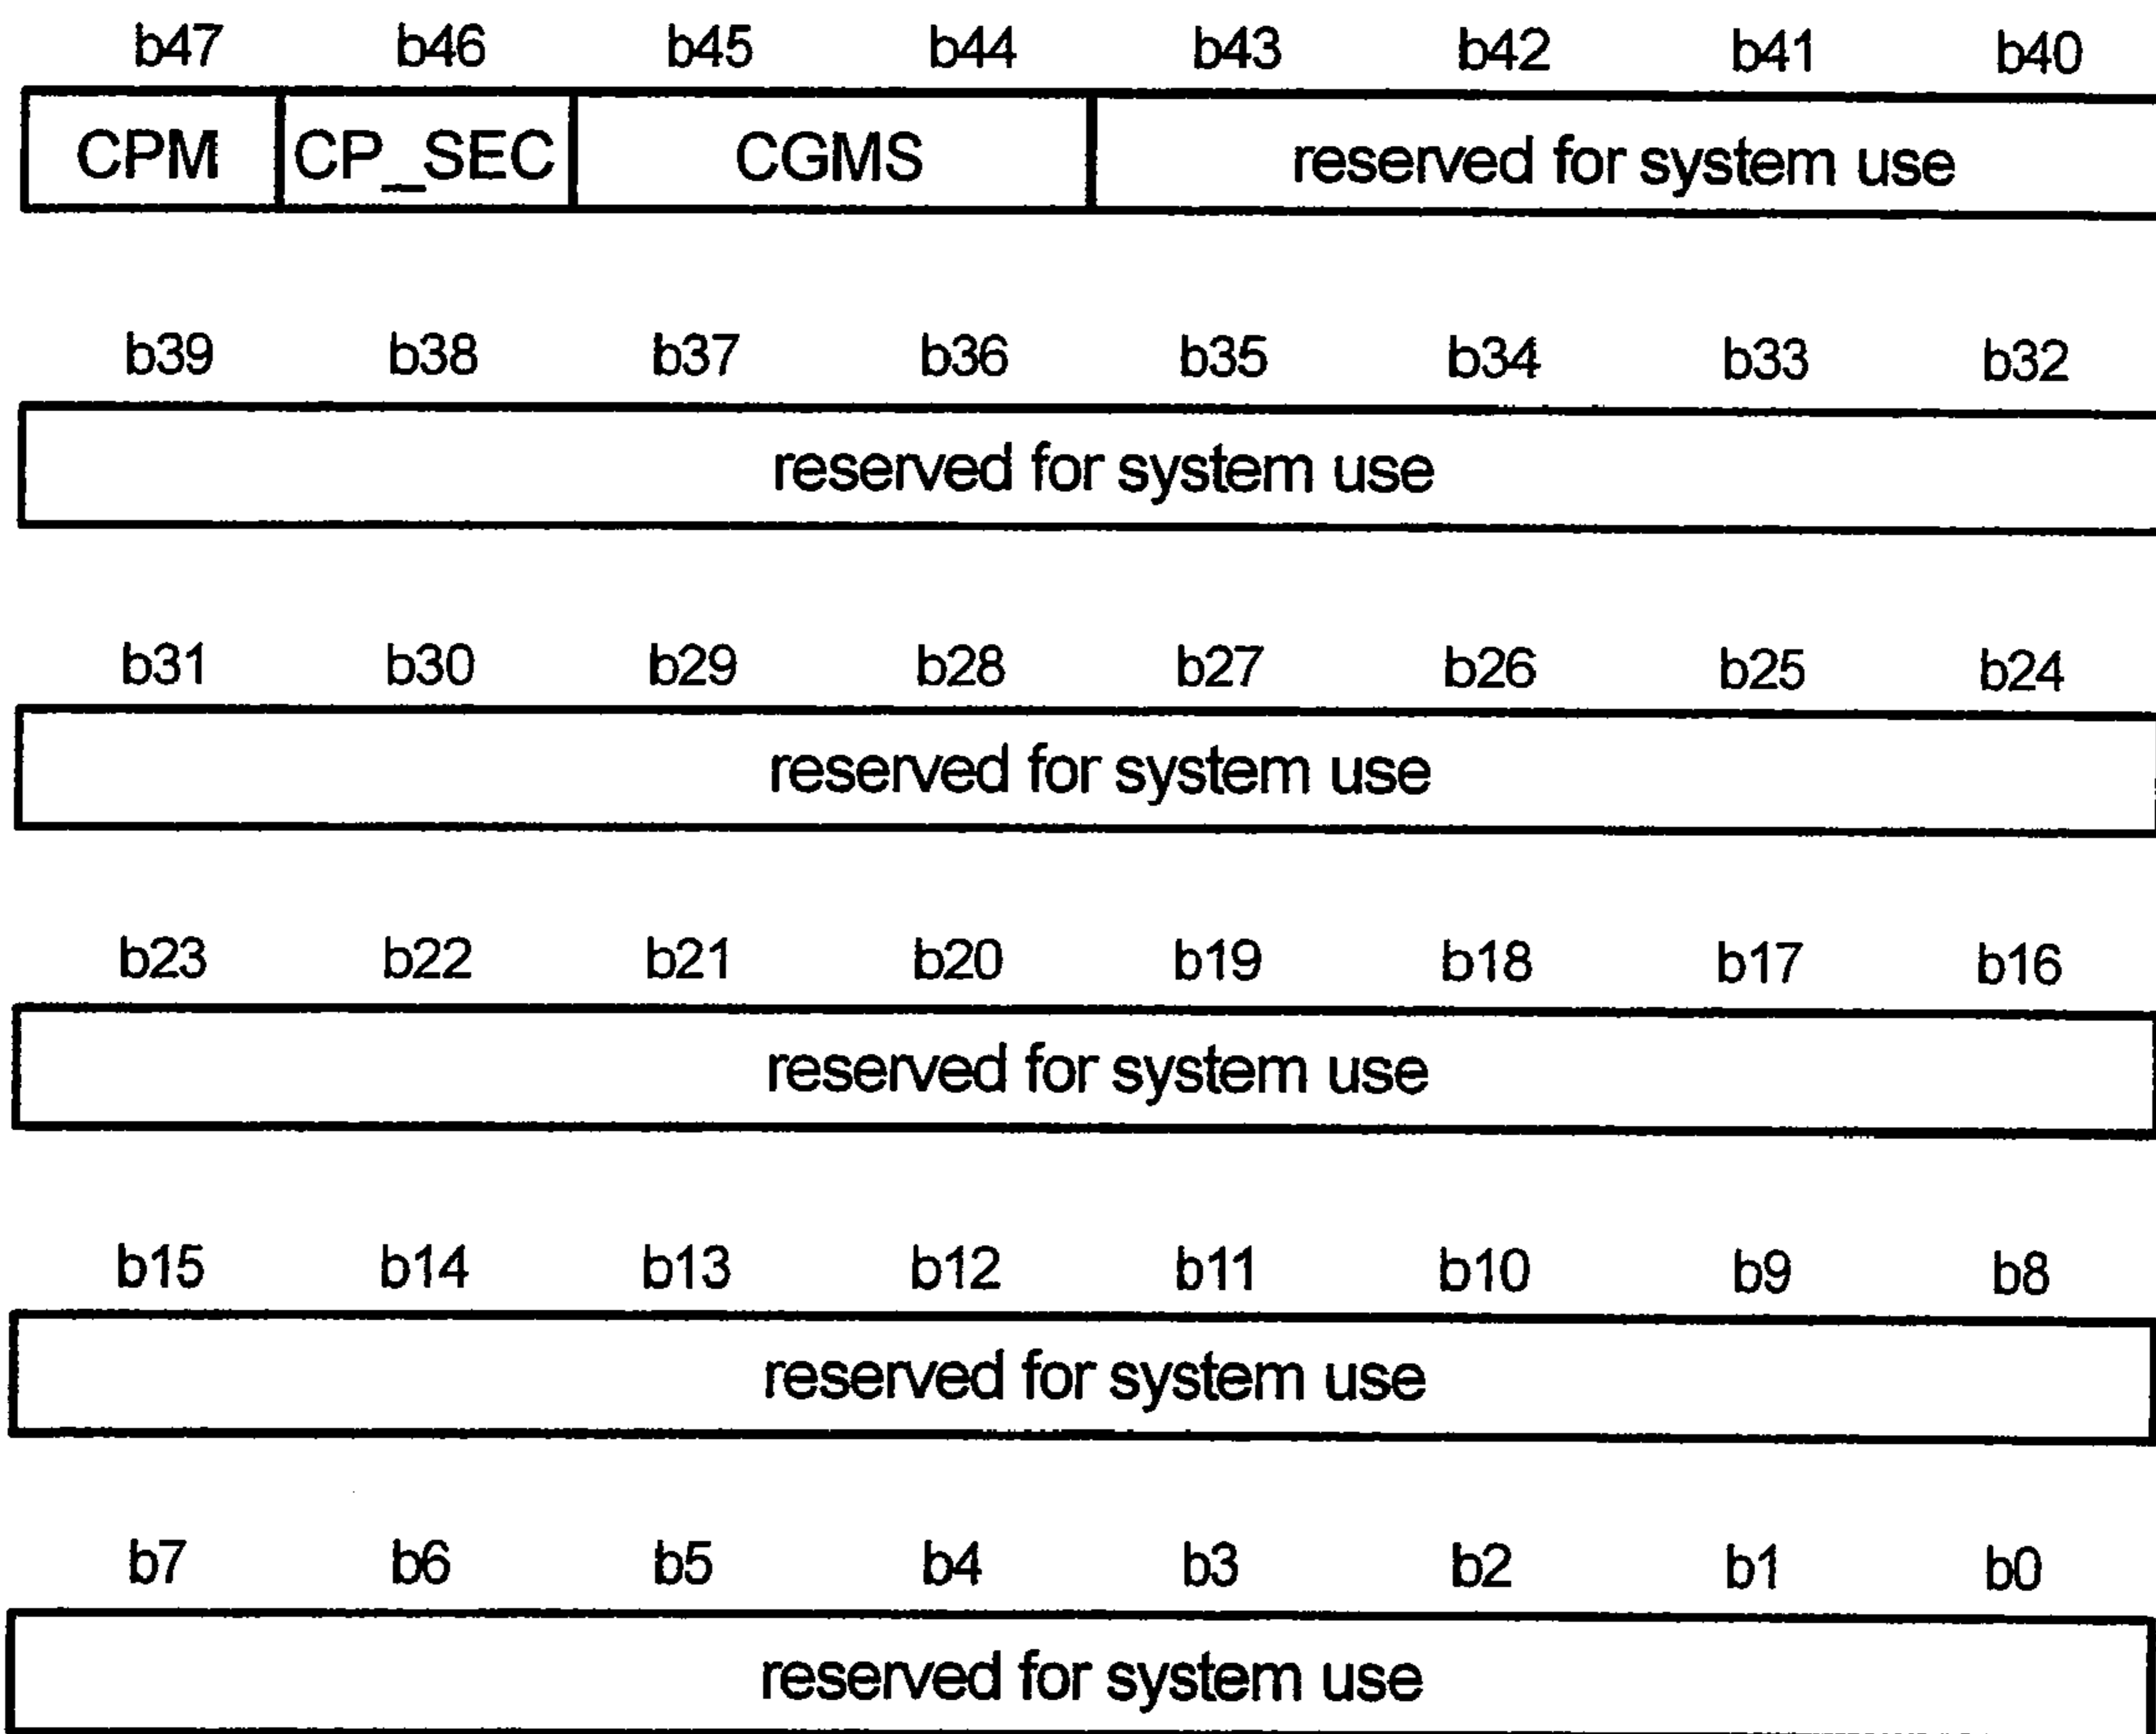 b47 b46 b45 b44 b43 b42 b41 b40
CPM CP_SEC CGMS reserved for system use
b39 b38 b37 b36 b35 b34 b33 b32
reserved for system use
b31 b30 b29 b28 b27 b26 b25 b24
reserved for system use
b23 b22 b21 b20 b19 b18 b17 b16
reserved for system use
b15 b14 b13 b12 b11 b10 b9 b8
reserved for system use
b7 b6 b5 b4 b3 b2 b1 b0
reserved for system use